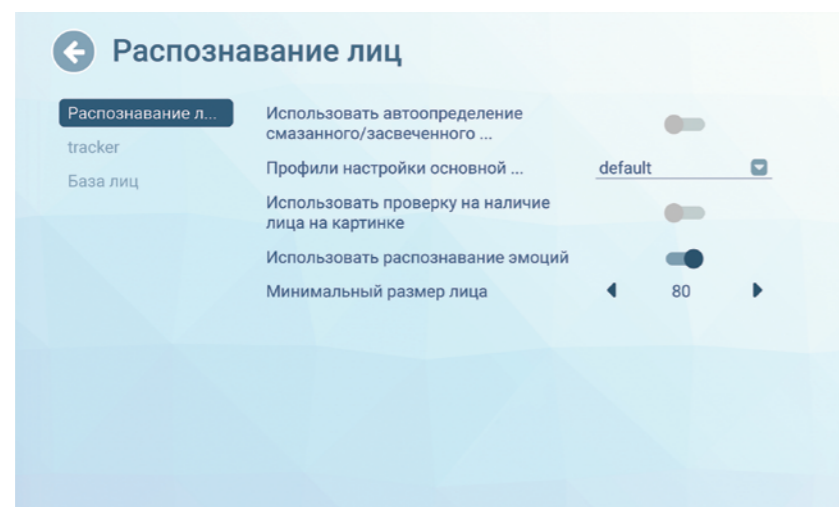 Распознавание лиц
Распознавание л...
tracker
База лиц
Использовать автоопределение
смазанного/засвеченного ...
Профили настройки основной ...
default
Использовать проверку на наличие
лица на картинке
Использовать распознавание эмоций
Минимальный размер лица
80